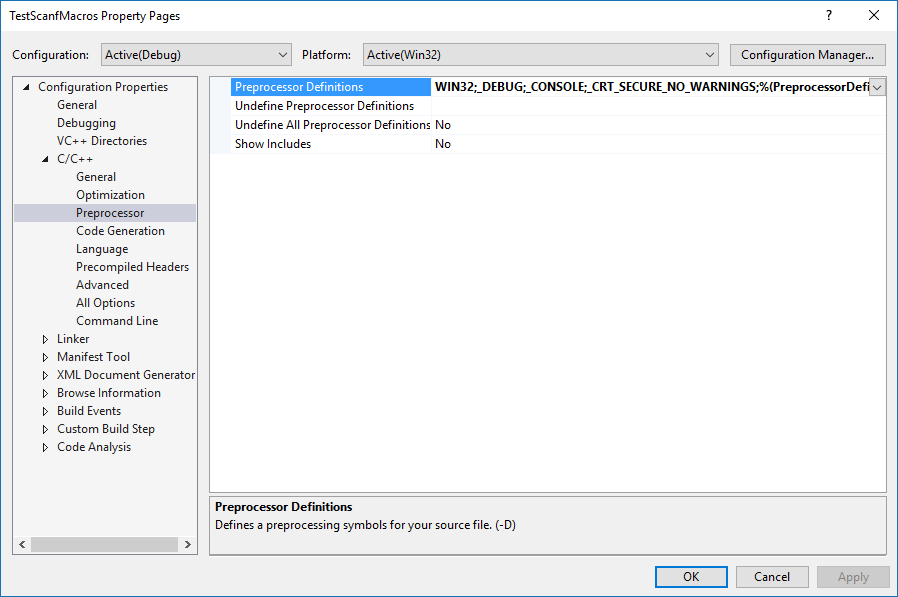 TestScanfMacros Property Pages
?
Configuration: Active(Debug) Platform: Active(Win32) Configuration Manager...
Configuration Properties
General
Debugging
VC++ Directories
C/C++
General
Optimization
Preprocessor
Code Generation
Language
Precompiled Headers
Advanced
All Options
Command Line
Linker
Manifest Tool
XML Document Generator
Browse Information
Build Events
Custom Build Step
Code Analysis
Preprocessor Definitions WIN32;_DEBUG;_CONSOLE;_CRT_SECURE_NO_WARNINGS;%(PreprocessorDefi
Undefine Preprocessor Definitions
Undefine All Preprocessor Definitions No
Show Includes No
Preprocessor Definitions
Defines a preprocessing symbols for your source file. (-D)
OK Cancel Apply